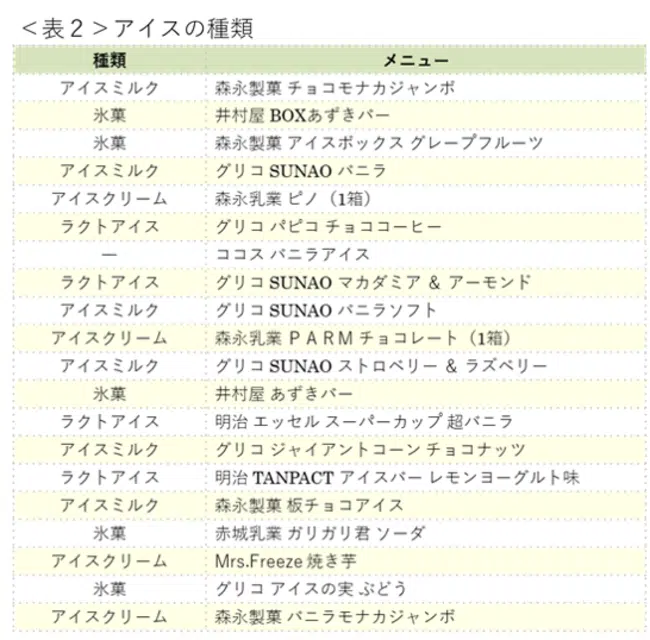 ＜表２＞アイスの種類
種類 メニュー
アイスミルク 森永製菓 チョコモナカジャンボ
氷菓 井村屋 BOXあずきバー
氷菓 森永製菓 アイスボックス グレープフルーツ
アイスミルク グリコ SUNAO バニラ
アイスクリーム 森永乳業 ピノ（1箱）
ラクトアイス グリコ パピコ チョココーヒー
― ココス バニラアイス
ラクトアイス グリコ SUNAO マカダミア ＆ アーモンド
アイスミルク グリコ SUNAO バニラソフト
アイスクリーム 森永乳業 ＰＡＲＭ チョコレート（1箱）
アイスミルク グリコ SUNAO ストロベリー ＆ ラズベリー
氷菓 井村屋 あずきバー
ラクトアイス 明治 エッセル スーパーカップ 超バニラ
アイスミルク グリコ ジャイアントコーン チョコナッツ
ラクトアイス 明治 TANPACT アイスバー レモンヨーグルト味
アイスミルク 森永製菓 板チョコアイス
氷菓 赤城乳業 ガリガリ君 ソーダ
アイスクリーム Mrs.Freeze 焼き芋
氷菓 グリコ アイスの実 ぶどう
アイスクリーム 森永製菓 バニラモナカジャンボ